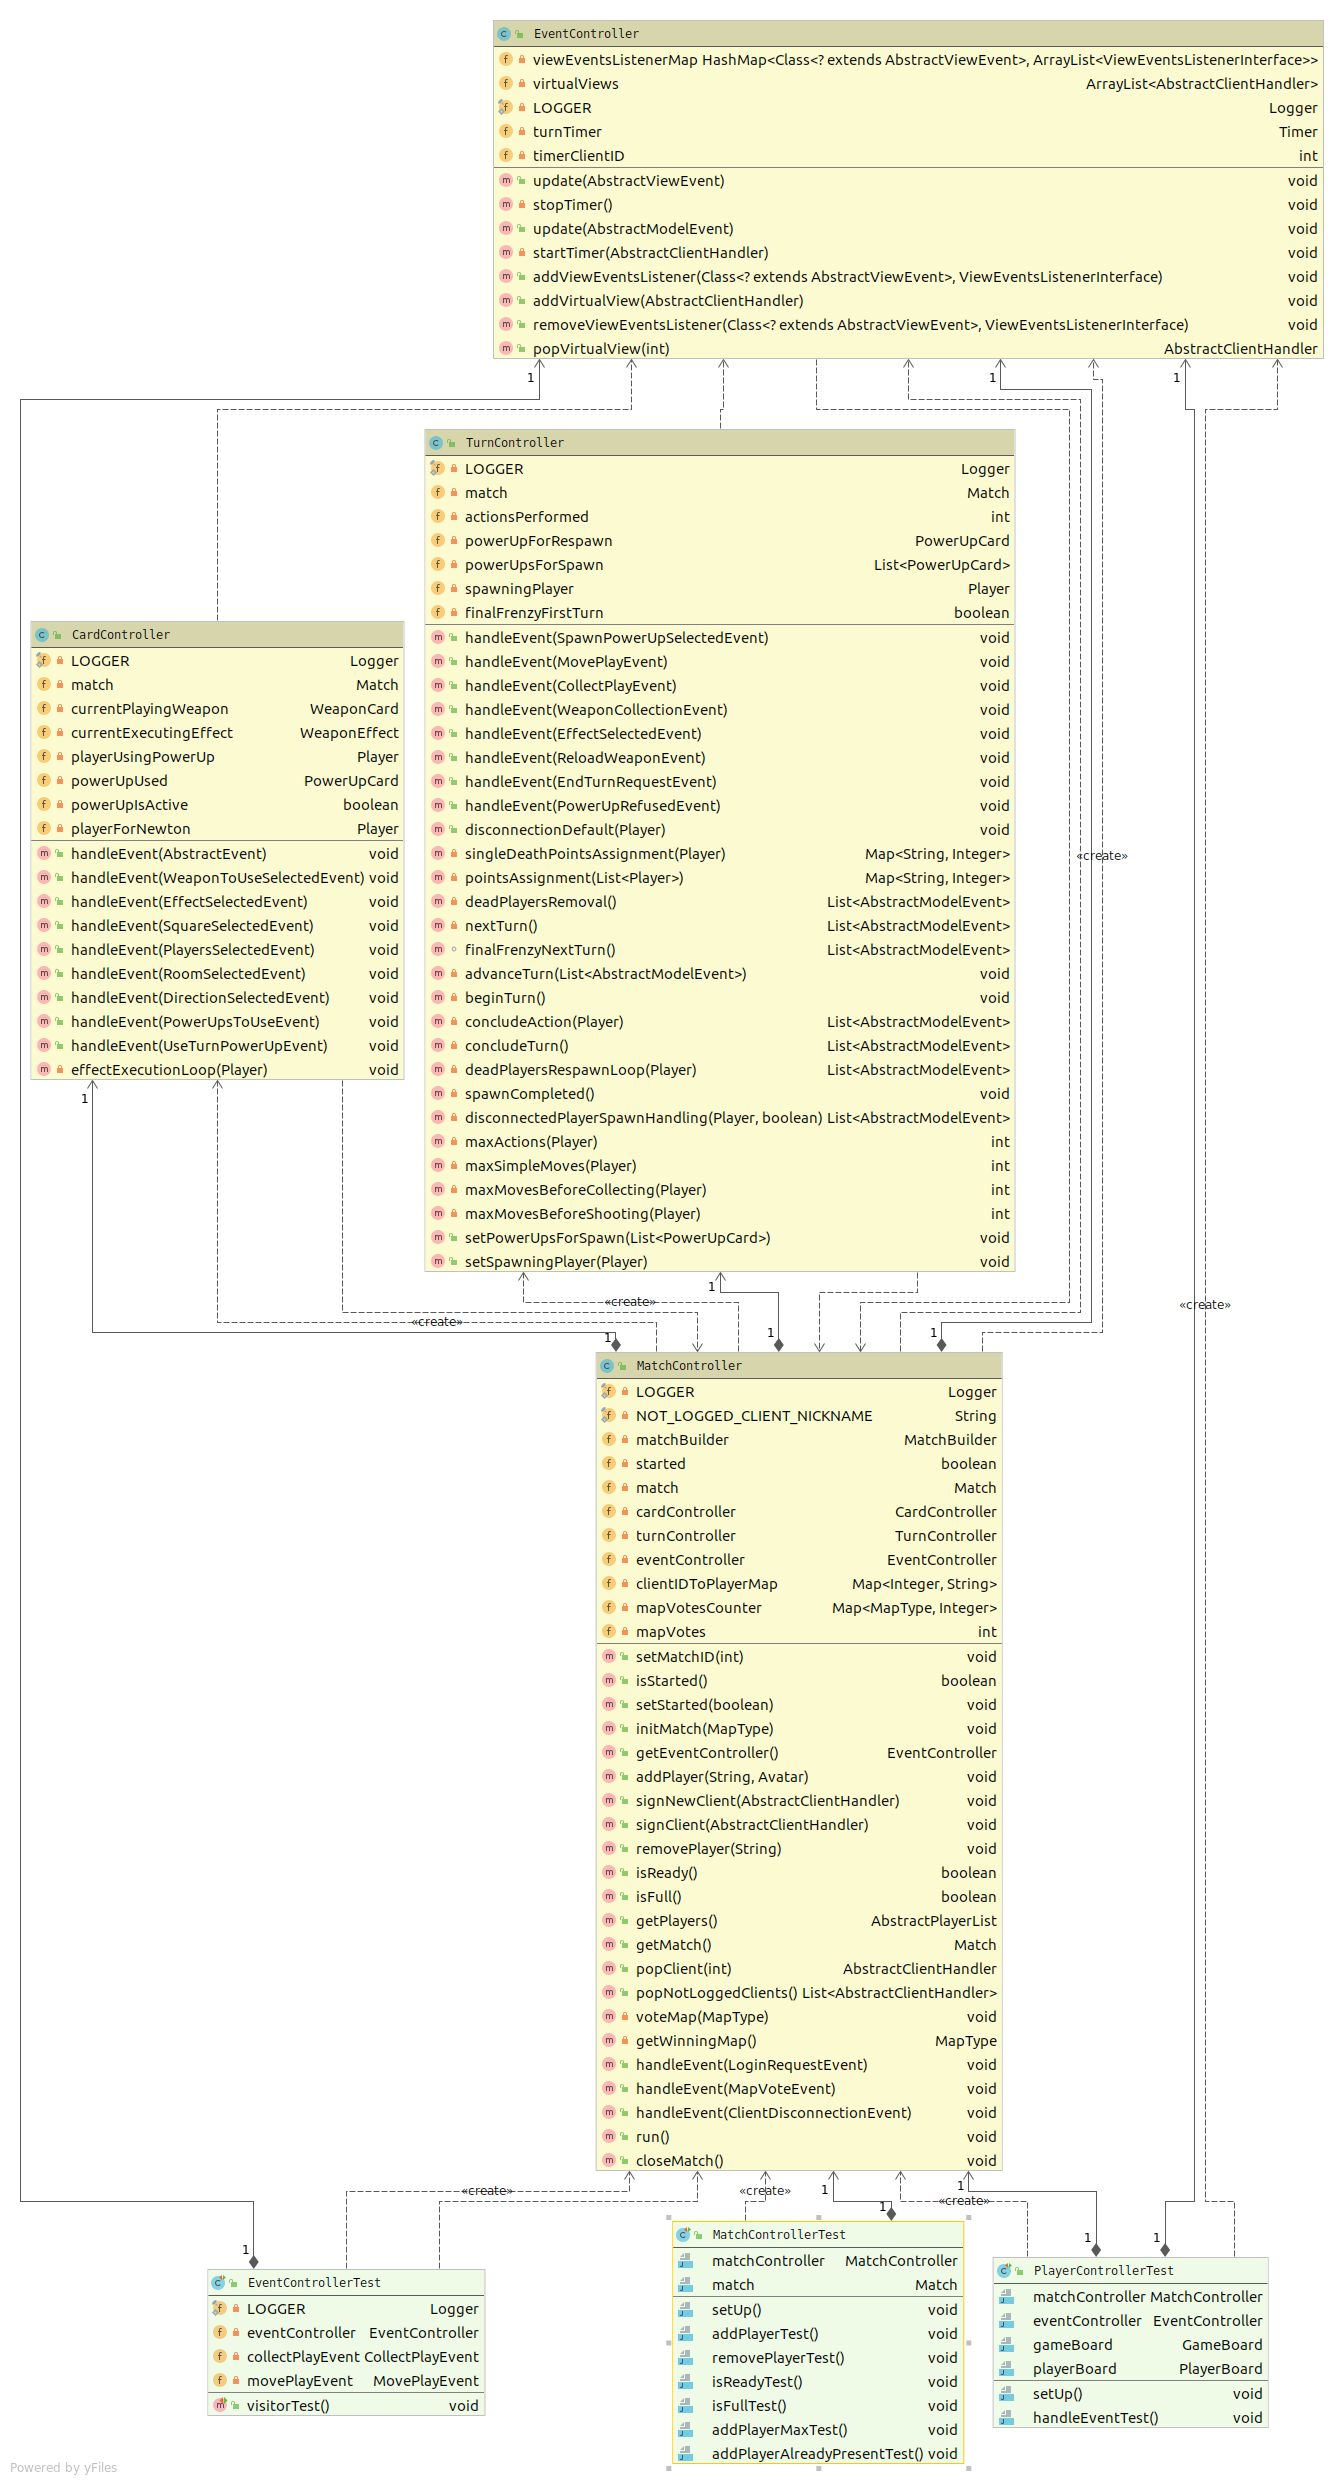 EventController
viewEventsListenerMap HashMap<Class<? extends AbstractViewEvent>, ArrayList<ViewEventsListenerInterface>>
virtualViews ArrayList<AbstractClientHandler>
LOGGER Logger
turnTimer Timer
timerClientID int
update(AbstractViewEvent) void
stopTimer() void
update(AbstractModelEvent) void
startTimer(AbstractClientHandler) void
addViewEventsListener(Class<? extends AbstractViewEvent>, ViewEventsListenerInterface) void
addVirtualView(AbstractClientHandler) void
removeViewEventsListener(Class<? extends AbstractViewEvent>, ViewEventsListenerInterface) void
popVirtualView(int) AbstractClientHandler
1
1
1
TurnController
LOGGER Logger
match Match
actionsPerformed int
powerUpForRespawn PowerUpCard
powerUpsForSpawn List<PowerUpCard>
spawningPlayer Player
finalFrenzyFirstTurn boolean
handleEvent(SpawnPowerUpSelectedEvent) void
handleEvent(MovePlayEvent) void
handleEvent(CollectPlayEvent) void
handleEvent(WeaponCollectionEvent) void
handleEvent(EffectSelectedEvent) void
handleEvent(ReloadWeaponEvent) void
handleEvent(EndTurnRequestEvent) void
handleEvent(PowerUpRefusedEvent) void
disconnectionDefault(Player) void
singleDeathPointsAssignment(Player) Map<String, Integer>
pointsAssignment(List<Player>) Map<String, Integer>
deadPlayersRemoval() List<AbstractModelEvent>
nextTurn() List<AbstractModelEvent>
finalFrenzyNextTurn() List<AbstractModelEvent>
advanceTurn(List<AbstractModelEvent>) void
beginTurn() void
concludeAction(Player) List<AbstractModelEvent>
concludeTurn() List<AbstractModelEvent>
deadPlayersRespawnLoop(Player) List<AbstractModelEvent>
spawnCompleted() void
disconnectedPlayerSpawnHandling(Player, boolean) List<AbstractModelEvent>
maxActions(Player) int
maxSimpleMoves(Player) int
maxMovesBeforeCollecting(Player) int
maxMovesBeforeShooting(Player) int
setPowerUpsForSpawn(List<PowerUpCard>) void
setSpawningPlayer(Player) void
CardController
LOGGER Logger
match Match
currentPlayingWeapon WeaponCard
currentExecutingEffect WeaponEffect
playerUsingPowerUp Player
powerUpUsed PowerUpCard
powerUpIsActive boolean
playerForNewton Player
handleEvent(AbstractEvent) void
handleEvent(WeaponToUseSelectedEvent) void
handleEvent(EffectSelectedEvent) void
handleEvent(SquareSelectedEvent) void
handleEvent(PlayersSelectedEvent) void
handleEvent(RoomSelectedEvent) void
handleEvent(DirectionSelectedEvent) void
handleEvent(PowerUpsToUseEvent) void
handleEvent(UseTurnPowerUpEvent) void
effectExecutionLoop(Player) void
«create»
1
1
«create»
«create»
«create»
1
1
1
MatchController
LOGGER Logger
NOT_LOGGED_CLIENT_NICKNAME String
matchBuilder MatchBuilder
started boolean
match Match
cardController CardController
turnController TurnController
eventController EventController
clientIDToPlayerMap Map<Integer, String>
mapVotesCounter Map<MapType, Integer>
mapVotes int
setMatchID(int) void
isStarted() boolean
setStarted(boolean) void
initMatch(MapType) void
getEventController() EventController
addPlayer(String, Avatar) void
signNewClient(AbstractClientHandler) void
signClient(AbstractClientHandler) void
removePlayer(String) void
isReady() boolean
isFull() boolean
getPlayers() AbstractPlayerList
getMatch() Match
popClient(int) AbstractClientHandler
popNotLoggedClients() List<AbstractClientHandler>
voteMap(MapType) void
getWinningMap() MapType
handleEvent(LoginRequestEvent) void
handleEvent(MapVoteEvent) void
handleEvent(ClientDisconnectionEvent) void
run() void
closeMatch() void
«create»
«create»
1
1
«create»
1
1
1
1
EventControllerTest
LOGGER Logger
eventController EventController
collectPlayEvent CollectPlayEvent
movePlayEvent MovePlayEvent
visitorTest() void
MatchControllerTest
matchController MatchController
match Match
setUp() void
addPlayerTest() void
removePlayerTest() void
isReadyTest() void
isFullTest() void
addPlayerMaxTest() void
addPlayerAlreadyPresentTest() void
PlayerControllerTest
matchController MatchController
eventController EventController
gameBoard GameBoard
playerBoard PlayerBoard
setUp() void
handleEventTest() void
Powered by yFiles